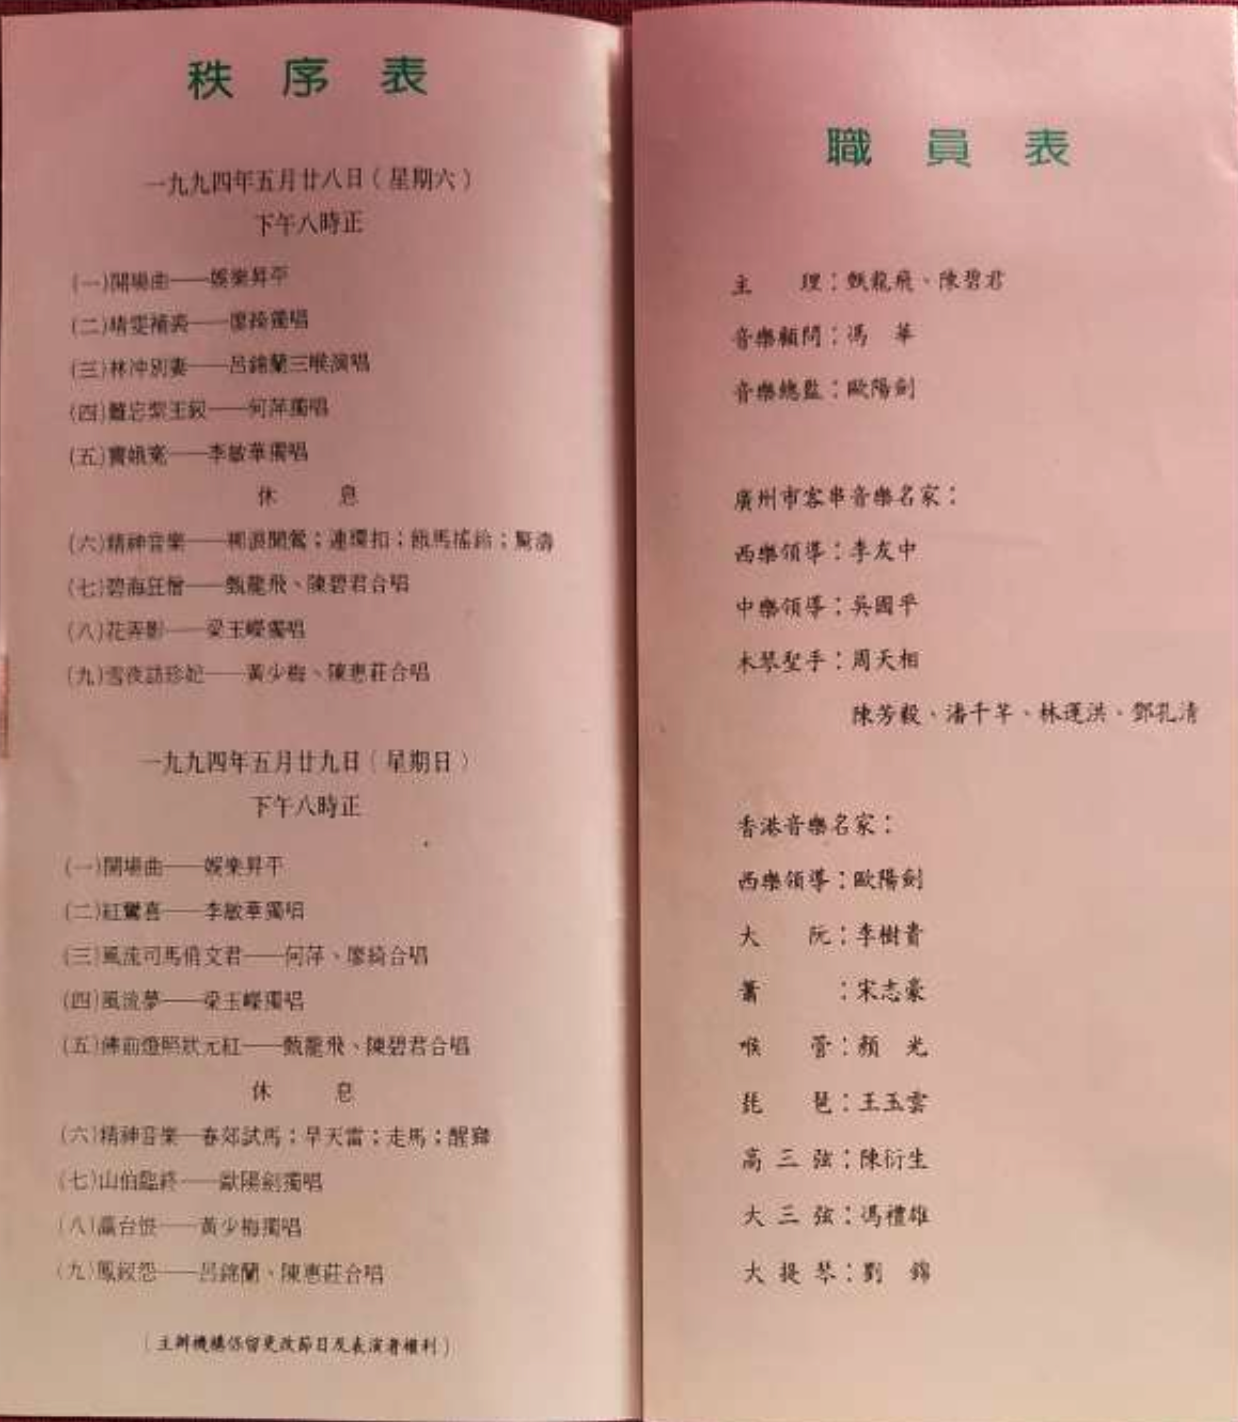 秩序表
一九九四年五月廿八日(星期六)
下午八時正
(一)開場曲——娛樂昇平
(二)晴雯補裘——廖綺獨唱
(三)林冲別妻——呂錦蘭三喉演唱
(四)難忘紫玉釵——何萍獨唱
(五)竇娥寃——李敏華獨唱
休息
(六)精神音樂——柳浪聞鶯;連環扣;餓馬搖鈴;驚濤
(七)碧海狂僧——甄龍飛、陳碧君合唱
(八)花弄影——梁玉嶸獨唱
(九)雪夜訪珍妃——黃少梅、陳惠莊合唱
一九九四年五月廿九日(星期日)
下午八時正
(一)開場曲——娛樂昇平
(二)紅鸞喜——李敏華獨唱
(三)風流司馬俏文君——何萍、廖綺合唱
(四)風流夢——梁玉嶸獨唱
(五)佛前燈照狀元紅——甄龍飛、陳碧君合唱
休息
(六)精神音樂—春郊試馬;旱天雷;走馬;醒獅
(七)山伯臨終——歐陽劍獨唱
(八)瀛台恨——黃少梅獨唱
(九)鳳釵怨——呂錦蘭、陳惠莊合唱
(主辦機構保留更改節目及表演者權利)
職員表
主理:甄龍飛、陳碧君
音樂顧問:馮華
音樂總監:歐陽劍
廣州市客串音樂名家:
西樂領導:李友中
中樂領導:吳國平
木琴聖手:周天相
陳芳毅、潘千芊、林運洪、鄧孔清
香港音樂名家:
西樂領導:歐陽劍
大阮:李樹貴
簫:宋志豪
喉管:顏光
琵琶:王玉雲
高三弦:陳衍生
大三弦:馮禮雄
大提琴:劉錦